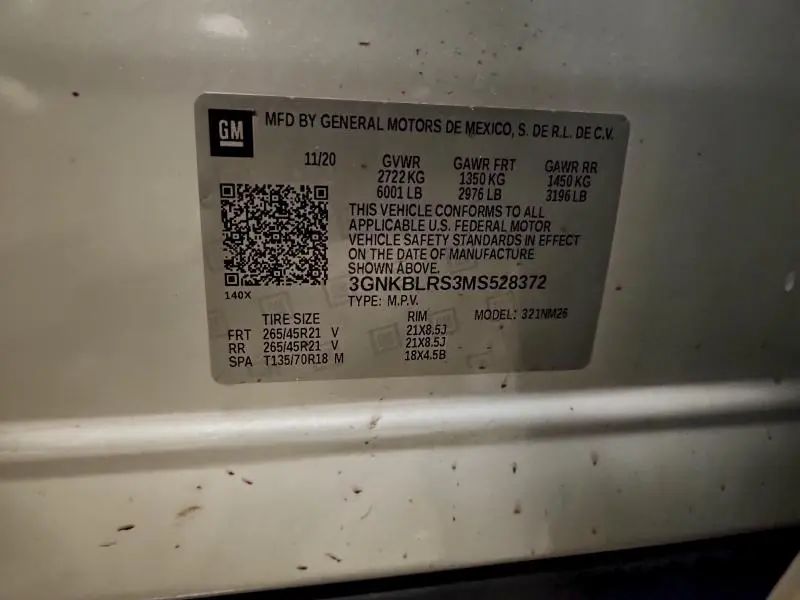 GM
MFD BY GENERAL MOTORS DE MEXICO, S. DE R.L. DE C.V.
11/20 GVWR GAWR FRT GAWR RR
2722 KG 1350 KG 1450 KG
6001 LB 2976 LB 3196 LB
THIS VEHICLE CONFORMS TO ALL
APPLICABLE U.S. FEDERAL MOTOR
VEHICLE SAFETY STANDARDS IN EFFECT
ON THE DATE OF MANUFACTURE
SHOWN ABOVE.
3GNKBLRS3MS528372
140X
TYPE: M.P.V.
TIRE SIZE RIM MODEL: 321NM26
FRT 265/45R21 V 21X8.5J
RR 265/45R21 V 21X8.5J
SPA T135/70R18 M 18X4.5B